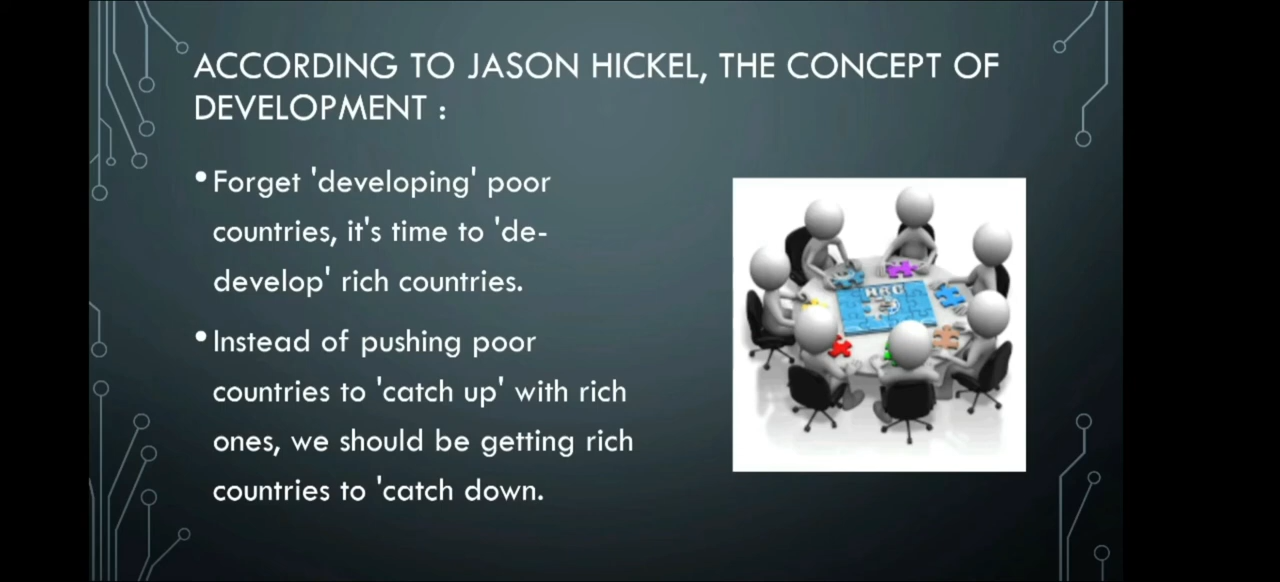 ACCORDING TO JASON HICKEL, THE CONCEPT OF
DEVELOPMENT :
•Forget 'developing' poor
countries, it's time to 'de-
develop' rich countries.
•Instead of pushing poor
countries to 'catch up' with rich
ones, we should be getting rich
countries to 'catch down.